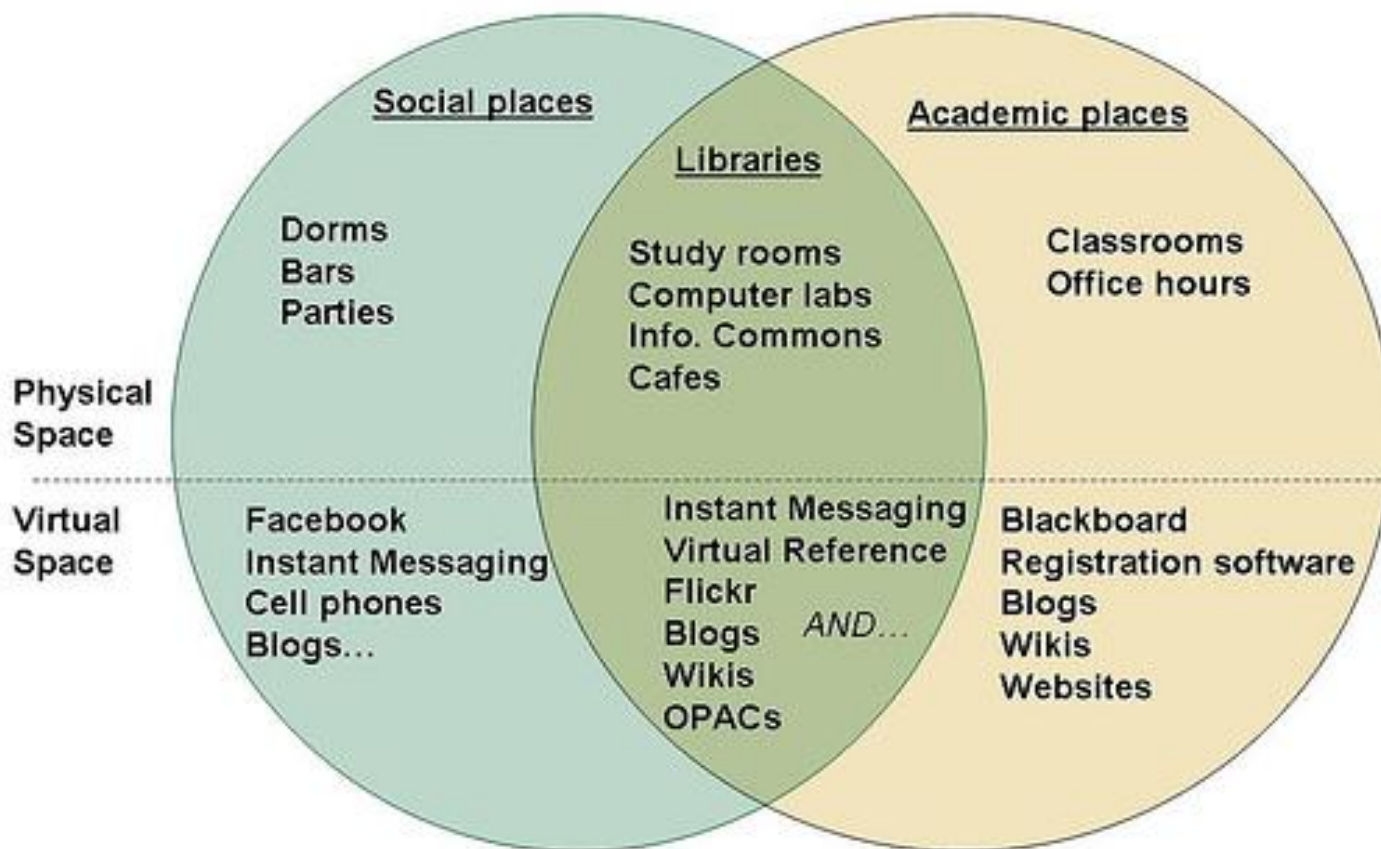 Social places
Academic places
Libraries
Dorms
Bars
Parties
Study rooms
Computer labs
Info. Commons
Cafes
Classrooms
Office hours
Physical
Space
Virtual
Space
Facebook
Instant Messaging
Cell phones
Blogs...
Instant Messaging
Virtual Reference
Flickr
Blogs
AND...
Wikis
OPACs
Blackboard
Registration software
Blogs
Wikis
Websites